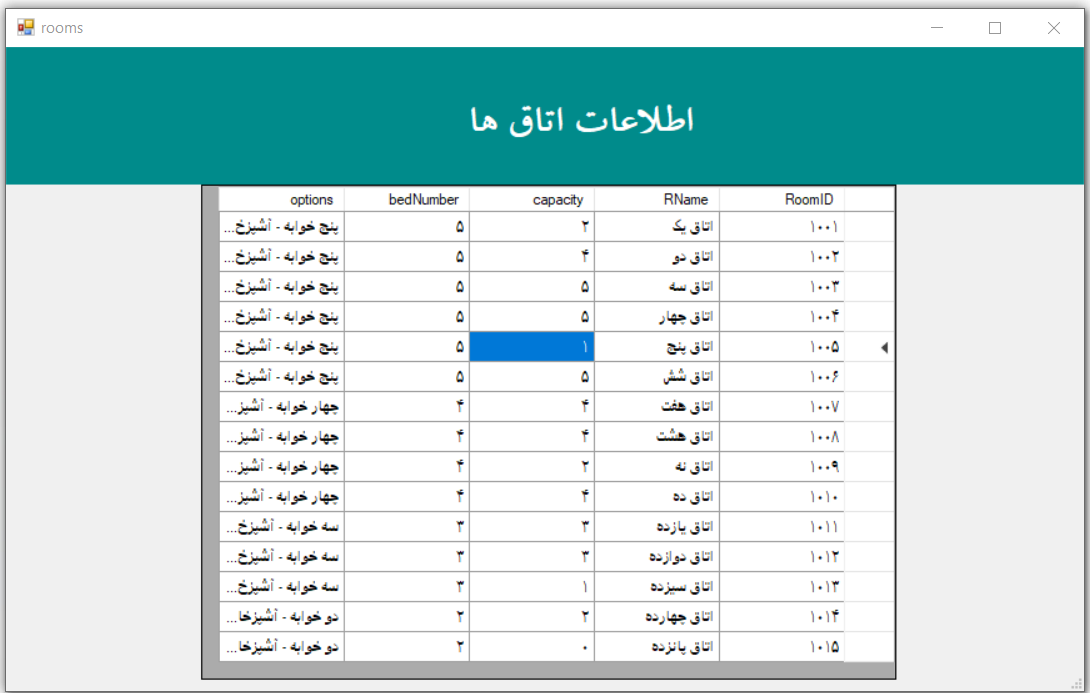 rooms
اطلاعات اتاق ها
RoomID RName capacity bedNumber options
۱۰۰۱ اتاق یک ۲ ۵ پنج خوابه - آشپزخ...
۱۰۰۲ اتاق دو ۴ ۵ پنج خوابه - آشپزخ...
۱۰۰۳ اتاق سه ۵ ۵ پنج خوابه - آشپزخ...
۱۰۰۴ اتاق چهار ۵ ۵ پنج خوابه - آشپزخ...
۱۰۰۵ اتاق پنج ۱ ۵ پنج خوابه - آشپزخ...
۱۰۰۶ اتاق شش ۵ ۵ پنج خوابه - آشپزخ...
۱۰۰۷ اتاق هفت ۴ ۴ چهار خوابه - آشپز...
۱۰۰۸ اتاق هشت ۴ ۴ چهار خوابه - آشپز...
۱۰۰۹ اتاق نه ۲ ۴ چهار خوابه - آشپز...
۱۰۱۰ اتاق ده ۴ ۴ چهار خوابه - آشپز...
۱۰۱۱ اتاق یازده ۳ ۳ سه خوابه - آشپزخ...
۱۰۱۲ اتاق دوازده ۳ ۳ سه خوابه - آشپزخ...
۱۰۱۳ اتاق سیزده ۱ ۳ سه خوابه - آشپزخ...
۱۰۱۴ اتاق چهارده ۲ ۲ دو خوابه - آشپزخا...
۱۰۱۵ اتاق پانزده ۰ ۲ دو خوابه - آشپزخا...